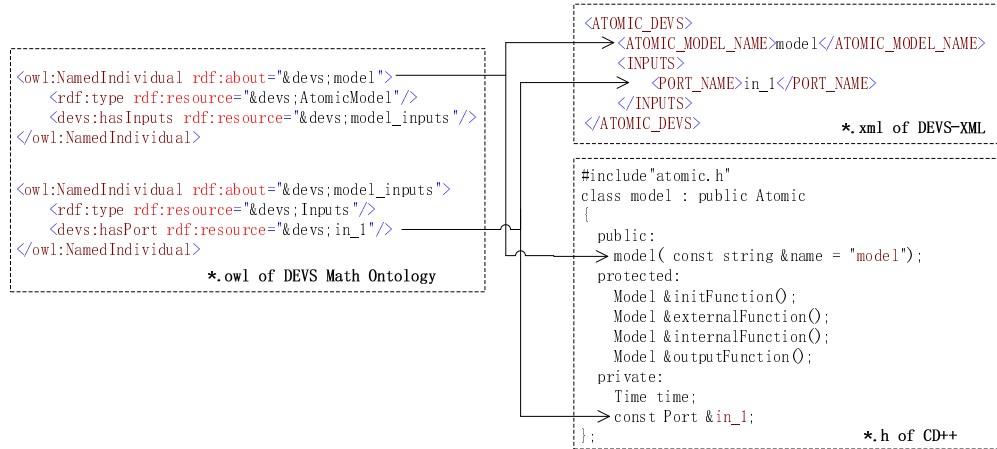 <owl:NamedIndividual rdf:about="&devs;model">
<rdf:type rdf:resource="&devs;AtomicModel"/>
<devs:hasInputs rdf:resource="&devs;model_inputs"/>
</owl:NamedIndividual>
<owl:NamedIndividual rdf:about="&devs;model_inputs">
<rdf:type rdf:resource="&devs;Inputs"/>
<devs:hasPort rdf:resource="&devs;in_1"/>
</owl:NamedIndividual>
*.owl of DEVS Math Ontology
<ATOMIC_DEVS>
<ATOMIC_MODEL_NAME>model</ATOMIC_MODEL_NAME>
<INPUTS>
<PORT_NAME>in_1</PORT_NAME>
</INPUTS>
</ATOMIC_DEVS>
*.xml of DEVS-XML
#include"atomic.h"
class model : public Atomic
{
public:
model( const string &name = "model");
protected:
Model &initFunction();
Model &externalFunction();
Model &internalFunction();
Model &outputFunction();
private:
Time time;
const Port &in_1;
};
*.h of CD++